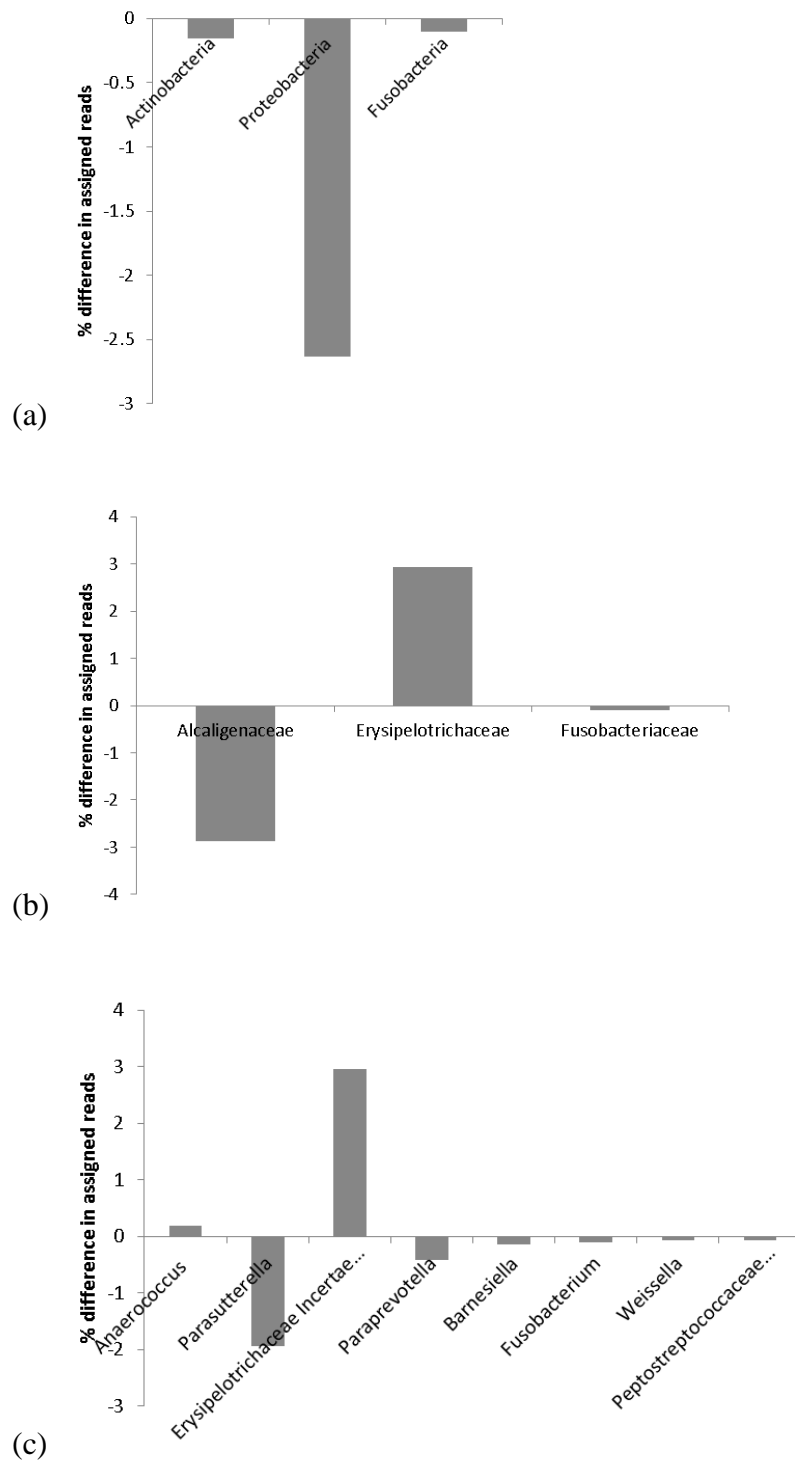 0
-0.5
-1
-1.5
-2
-2.5
-3
% difference in assigned reads
Actinobacteria
Proteobacteria
Fusobacteria
(a)
4
3
2
1
0
-1
-2
-3
-4
% difference in assigned reads
Alcaligenaceae
Erysipelotrichaceae
Fusobacteriaceae
(b)
4
3
2
1
0
-1
-2
-3
% difference in assigned reads
Anaerococcus
Parasutterella
Erysipelotrichaceae Incertae...
Paraprevotella
Barnesiella
Fusobacterium
Weissella
Peptostreptococcaceae...
(c)